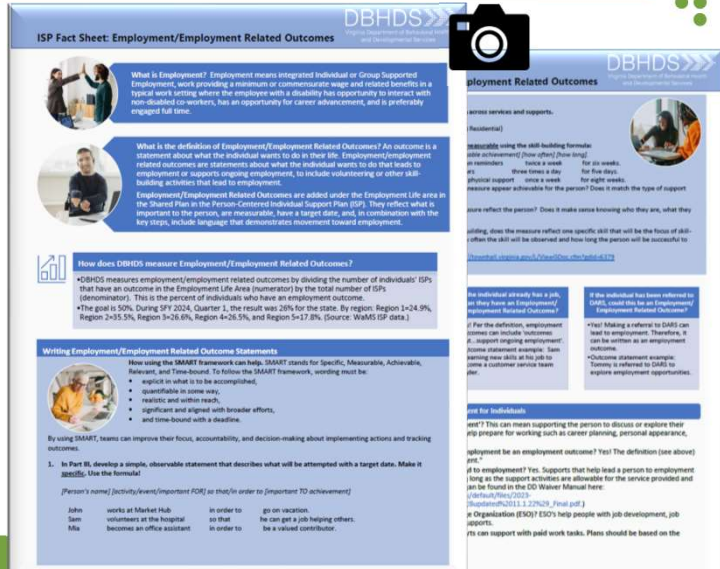 DBHDS
Virginia Department of Behavioral Health
and Developmental Services
ISP Fact Sheet: Employment/Employment Related Outcomes
What is Employment? Employment means integrated Individual or Group Supported
Employment, work providing a minimum or commensurate wage and related benefits in a
typical work setting where the employee with a disability has opportunity to interact with
non-disabled co-workers, has an opportunity for career advancement, and is preferably
engaged full time.
What is the definition of Employment/Employment Related Outcomes? An outcome is a
statement about what the individual wants to do in their life. Employment/employment
related outcomes are statements about what the individual wants to do that leads to
employment or supports ongoing employment, to include volunteering or other skill-
building activities that lead to employment.
Employment/Employment Related Outcomes are added under the Employment Life area in
the Shared Plan in the Person-Centered Individual Support Plan (ISP). They reflect what is
important to the person, are measurable, have a target date, and, in combination with the
key steps, include language that demonstrates movement toward employment.
How does DBHDS measure Employment/Employment Related Outcomes?
•DBHDS measures employment/employment related outcomes by dividing the number of individuals' ISPs
that have an outcome in the Employment Life Area (numerator) by the total number of ISPs
(denominator). This is the percent of individuals who have an employment outcome.
•The goal is 50%. During SFY 2024, Quarter 1, the result was 26% for the state. By region: Region 1=24.9%,
Region 2=35.5%, Region 3=26.6%, Region 4=26.5%, and Region 5=17.8%. (Source: WaMS ISP data.)
Writing Employment/Employment Related Outcome Statements
How using the SMART framework can help. SMART stands for Specific, Measurable, Achievable,
Relevant, and Time-bound. To follow the SMART framework, wording must be:
▪ explicit in what is to be accomplished,
▪ quantifiable in some way,
▪ realistic and within reach,
▪ significant and aligned with broader efforts,
▪ and time-bound with a deadline.
By using SMART, teams can improve their focus, accountability, and decision-making about implementing actions and tracking
outcomes.
1. In Part III, develop a simple, observable statement that describes what will be attempted with a target date. Make it
specific. Use the formula!
[Person's name] [activity/event/important FOR] so that/in order to [important TO achievement]
John works at Market Hub in order to go on vacation.
Sam volunteers at the hospital so that he can get a job helping others.
Mia becomes an office assistant in order to be a valued contributor.
DBHDS
Virginia Department of Behavioral Health
and Developmental Services
ployment Related Outcomes
across services and supports.
Residential)
measurable using the skill-building formula:
able achievement] [how often] [how long]
n reminders twice a week for six weeks.
three times a day for five days.
physical support once a week for eight weeks.
measure appear achievable for the person? Does it match the type of support
asure reflect the person? Does it make sense knowing who they are, what they
uilding, does the measure reflect one specific skill that will be the focus of skill-
often the skill will be observed and how long the person will be successful to
the individual already has a job,
an they have an Employment/
mployment Related Outcome?
s! Per the definition, employment
tcomes can include 'outcomes
t... support ongoing employment'.
tcome statement example: Sam
earning new skills at his job to
come a customer service team
der.
If the individual has been referred to
DARS, could this be an Employment/
Employment Related Outcome?
•Yes! Making a referral to DARS can
lead to employment. Therefore, it
can be written as an employment
outcome.
•Outcome statement example:
Tommy is referred to DARS to
explore employment opportunities.
ent for Individuals
ent'? This can mean supporting the person to discuss or explore their
elp prepare for working such as career planning, personal appearance,
ployment be an employment outcome? Yes! The definition (see above)
ent."
d to employment? Yes. Supports that help lead a person to employment
long as the support activities are allowable for the service provided and
an be found in the DD Waiver Manual here:
/default/files/2023-
e Organization (ESO)? ESO's help people with job development, job
upports.
rts can support with paid work tasks. Plans should be based on the